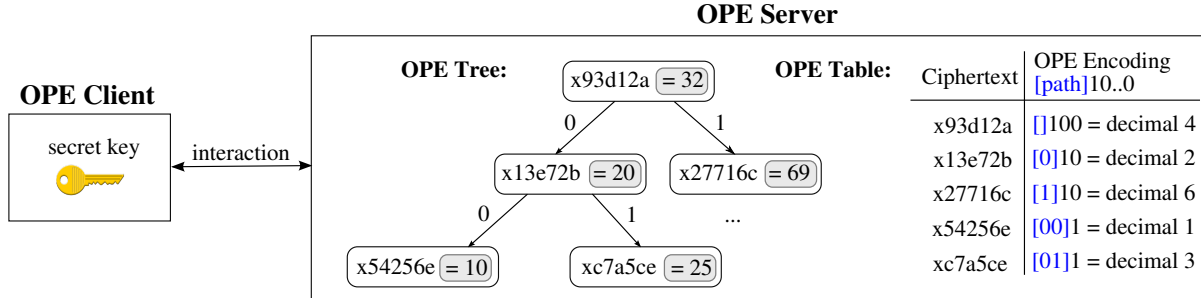 OPE Server
OPE Client
secret key
interaction
OPE Tree:
x93d12a = 32
0
1
x13e72b = 20
x27716c = 69
0
1
...
x54256e = 10
xc7a5ce = 25
OPE Table:
Ciphertext
OPE Encoding
[path]10..0
x93d12a []100 = decimal 4
x13e72b [0]10 = decimal 2
x27716c [1]10 = decimal 6
x54256e [00]1 = decimal 1
xc7a5ce [01]1 = decimal 3